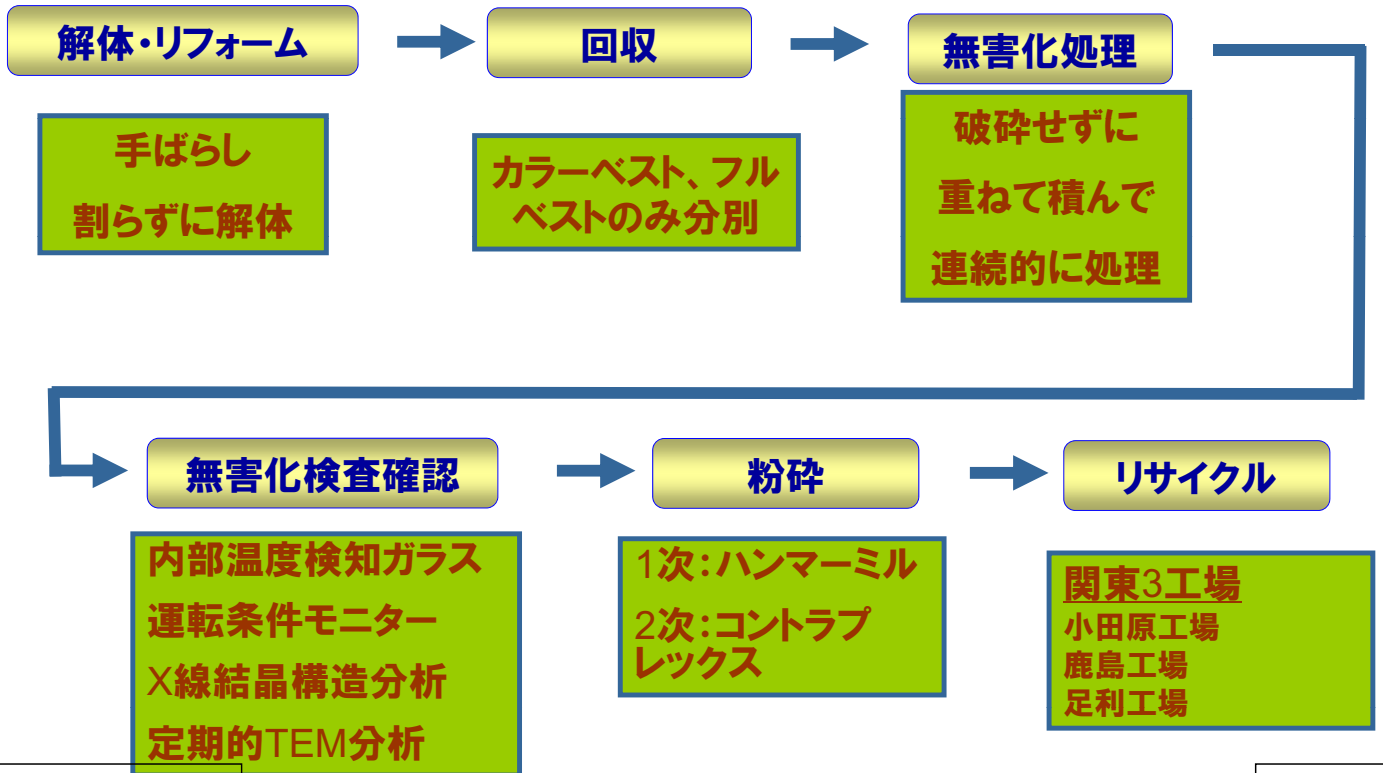 解体・リフォーム
手ばらし
割らずに解体
回収
カラーベスト、フル
ベストのみ分別
無害化処理
破砕せずに
重ねて積んで
連続的に処理
無害化検査確認
内部温度検知ガラス
運転条件モニター
X線結晶構造分析
定期的TEM分析
粉砕
1次：ハンマーミル
2次：コントラプ
レックス
リサイクル
関東3工場
小田原工場
鹿島工場
足利工場